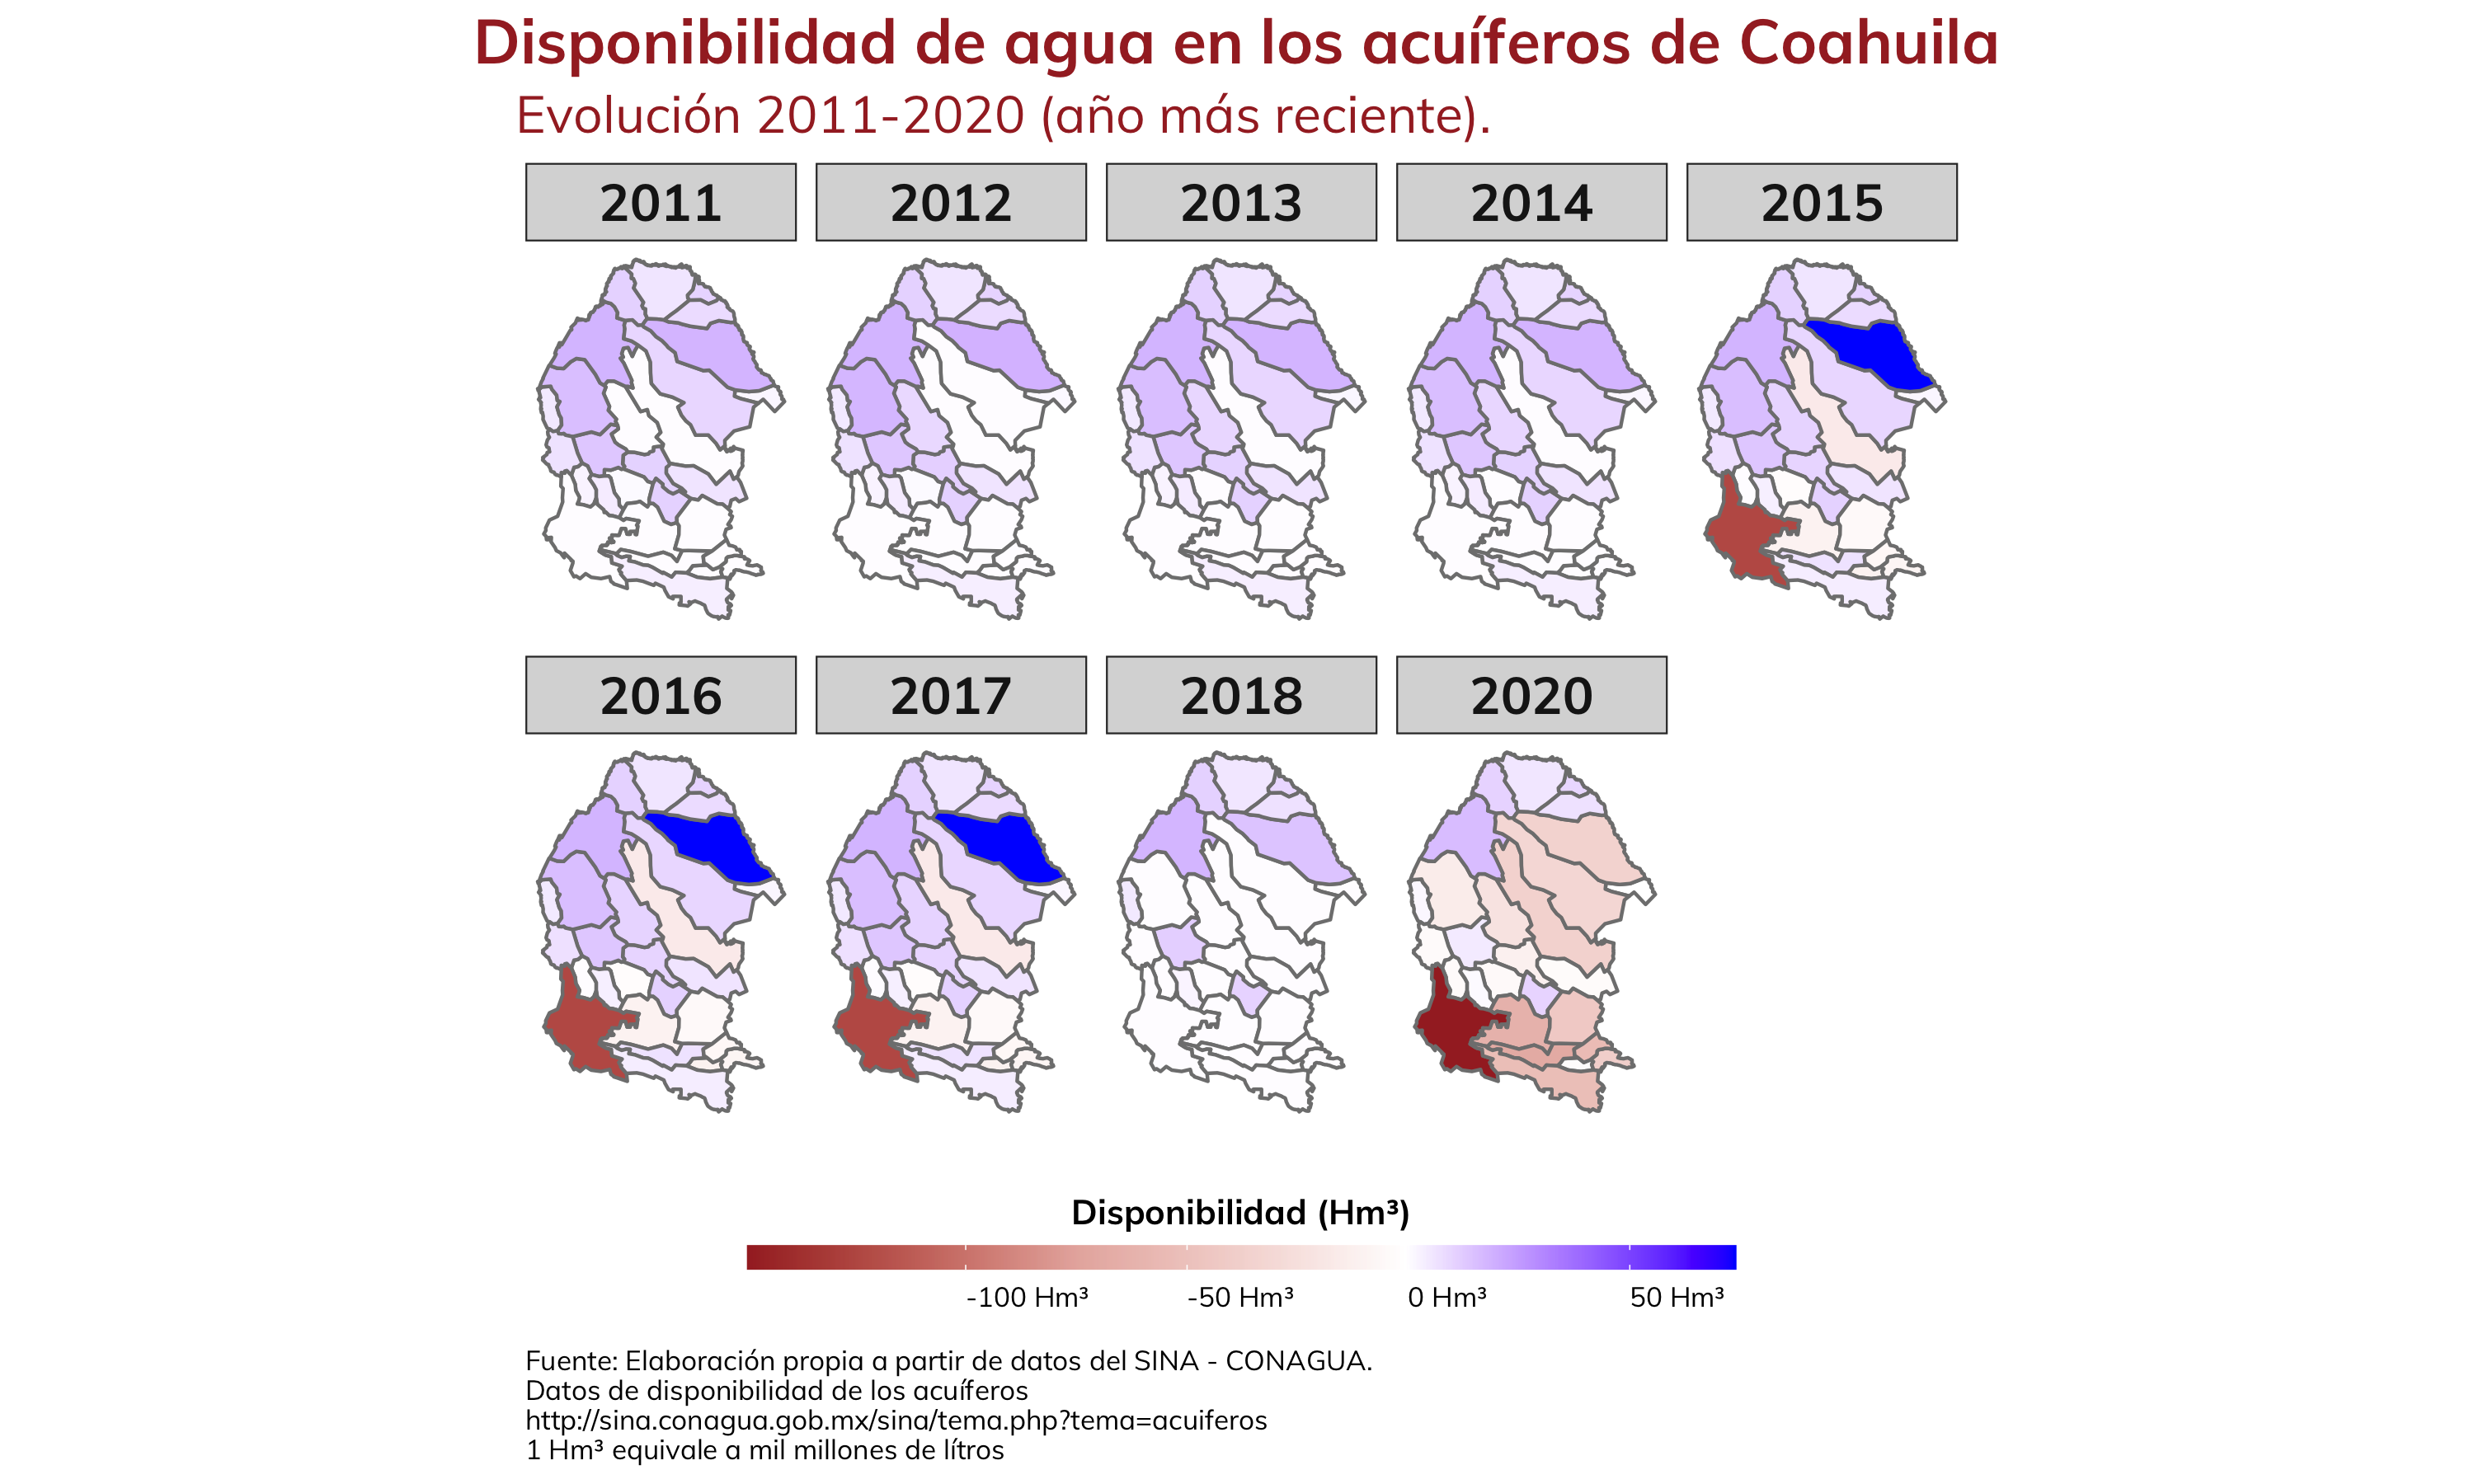 Disponibilidad de agua en los acuíferos de Coahuila
Evolución 2011-2020 (año más reciente).
2011 2012 2013 2014 2015
2016 2017 2018 2020
Disponibilidad (Hm³)
-100 Hm³ -50 Hm³ 0 Hm³ 50 Hm³
Fuente: Elaboración propia a partir de datos del SINA - CONAGUA.
Datos de disponibilidad de los acuíferos
http://sina.conagua.gob.mx/sina/tema.php?tema=acuiferos
1 Hm³ equivale a mil millones de lítros